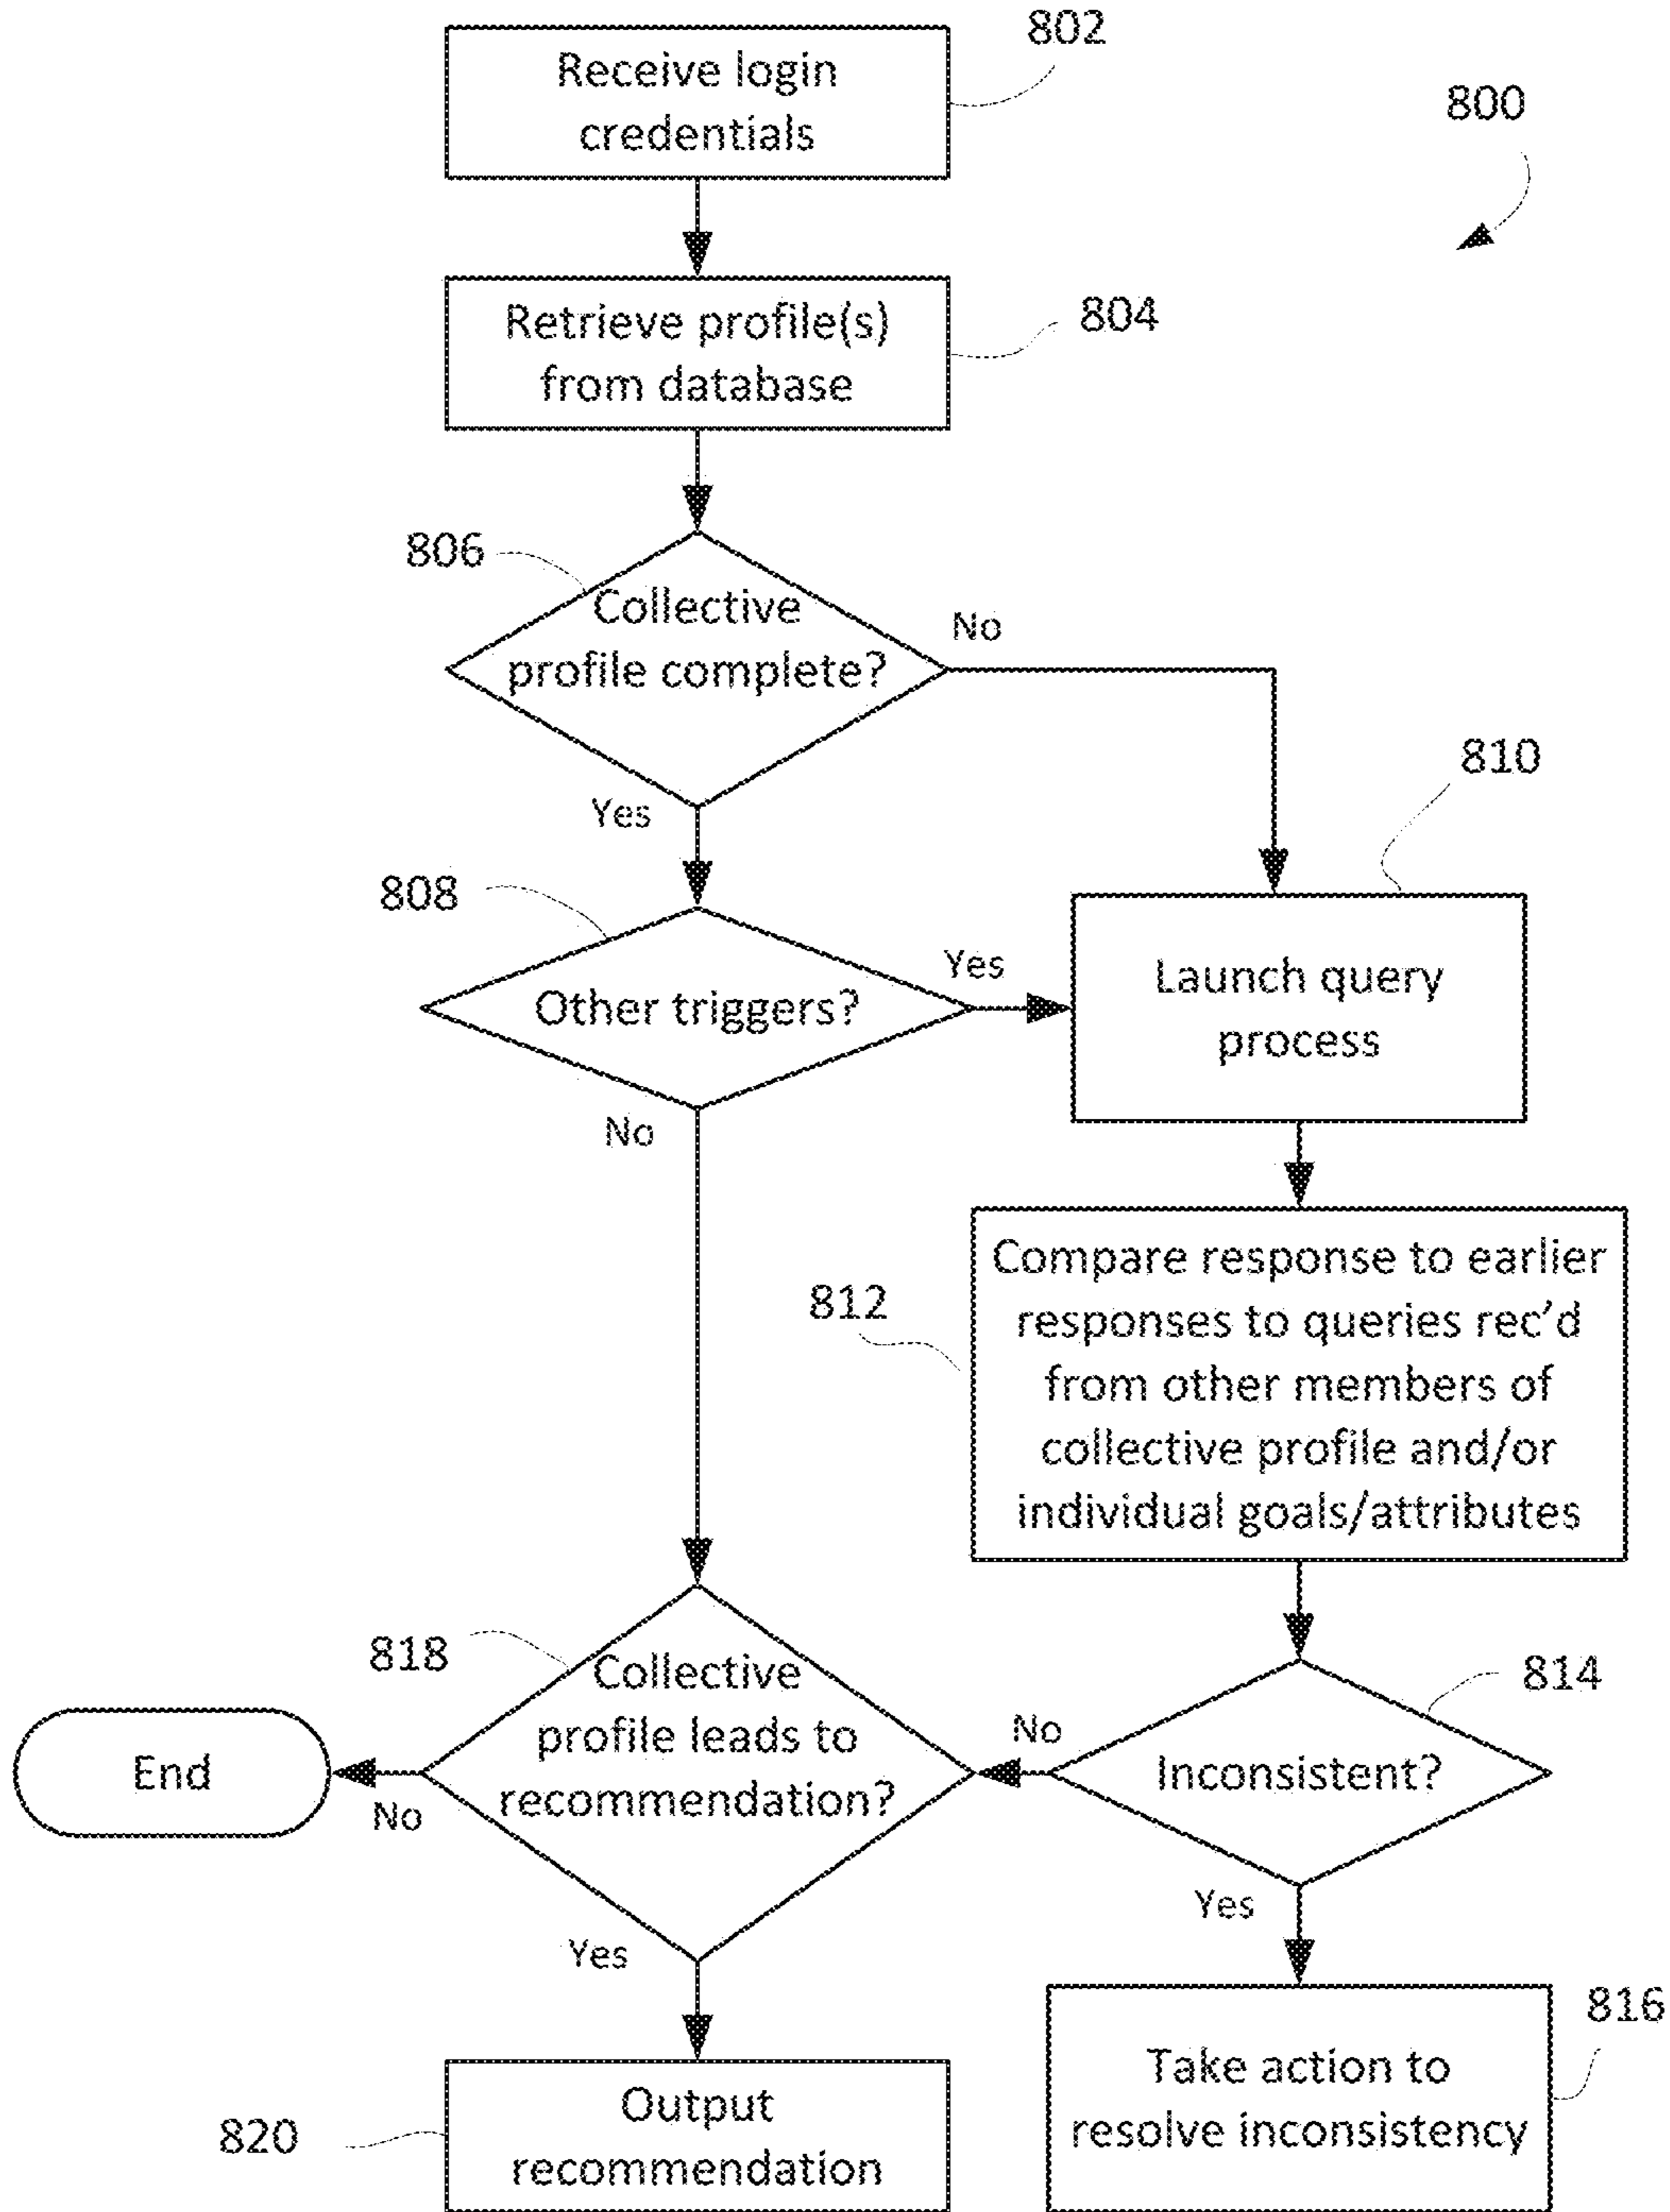 802
Receive login
credentials
800
Retrieve profile(s)
from database
804
806
Collective
profile complete?
No
Yes
810
808
Other triggers?
Yes
No
Launch query
process
812
Compare response to earlier
responses to queries rec'd
from other members of
collective profile and/or
individual goals/attributes
818
Collective
profile leads to
recommendation?
No
Yes
End
814
Inconsistent?
No
Yes
816
Take action to
resolve inconsistency
820
Output
recommendation